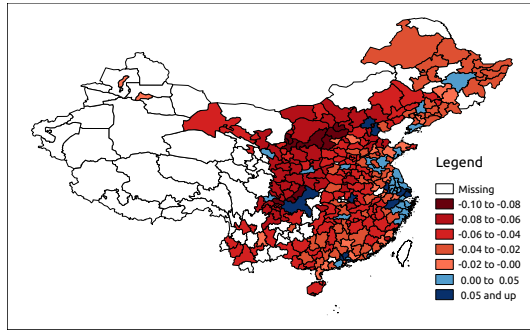 Legend
Missing
-0.10 to -0.08
-0.08 to -0.06
-0.06 to -0.04
-0.04 to -0.02
-0.02 to -0.00
0.00 to 0.05
0.05 and up